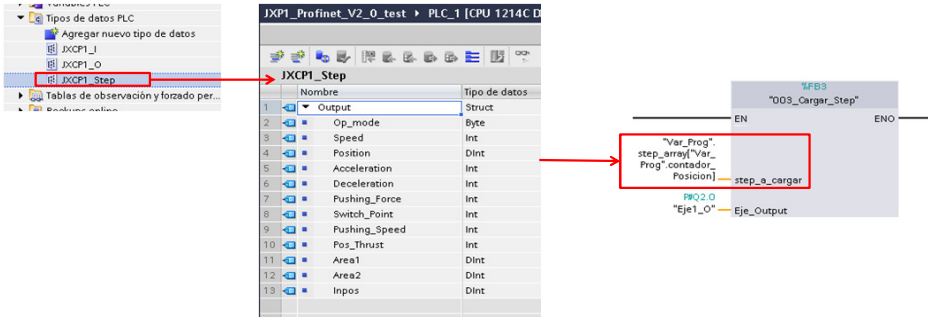 Variables PLC
Tipos de datos PLC
Agregar nuevo tipo de datos
JXCP1_I
JXCP1_O
JXCP1_Step
Tablas de observación y forzado per...
Backups online
JXP1_Profinet_V2_0_test ▸ PLC_1 [CPU 1214C D
JXCP1_Step
Nombre Tipo de datos
1 Output Struct
2 Op_mode Byte
3 Speed Int
4 Position DInt
5 Acceleration Int
6 Deceleration Int
7 Pushing_Force Int
8 Switch_Point Int
9 Pushing_Speed Int
10 Pos_Thrust Int
11 Area1 DInt
12 Area2 DInt
13 Inpos DInt
%FB3
"003_Cargar_Step"
EN ENO
"Var_Prog".
step_array["Var_
Prog".contador_
Posicion] step_a_cargar
P#Q2.0
"Eje1_O" Eje_Output